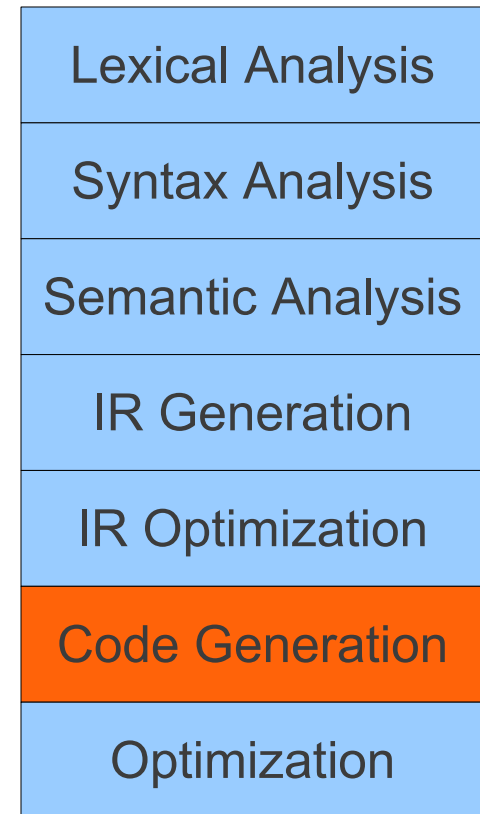 Lexical Analysis
Syntax Analysis
Semantic Analysis
IR Generation
IR Optimization
Code Generation
Optimization